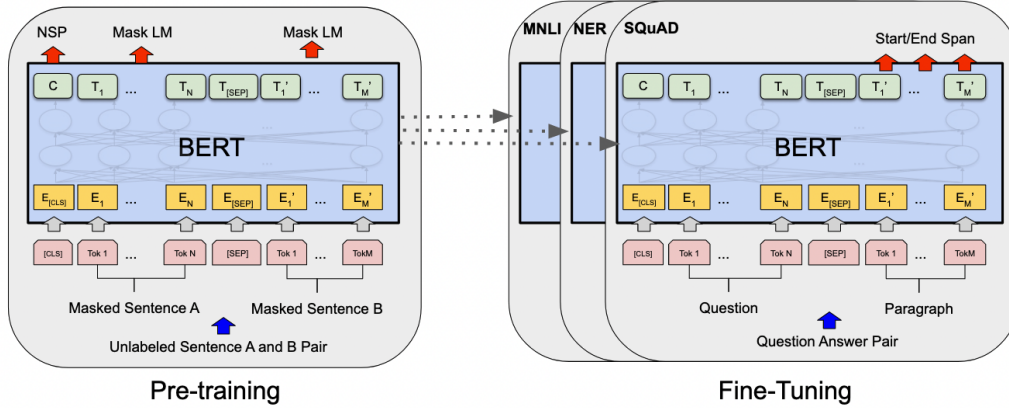 NSP Mask LM Mask LM
C T1 ... TN T[SEP] T1' ... TM'
BERT
E[CLS] E1 ... EN E[SEP] E1' ... EM'
[CLS] Tok 1 ... Tok N [SEP] Tok 1 ... TokM
Masked Sentence A Masked Sentence B
Unlabeled Sentence A and B Pair
Pre-training
MNLI NER SQuAD
Start/End Span
C T1 ... TN T[SEP] T1' ... TM'
BERT
E[CLS] E1 ... EN E[SEP] E1' ... EM'
[CLS] Tok 1 ... Tok N [SEP] Tok 1 ... TokM
Question Paragraph
Question Answer Pair
Fine-Tuning